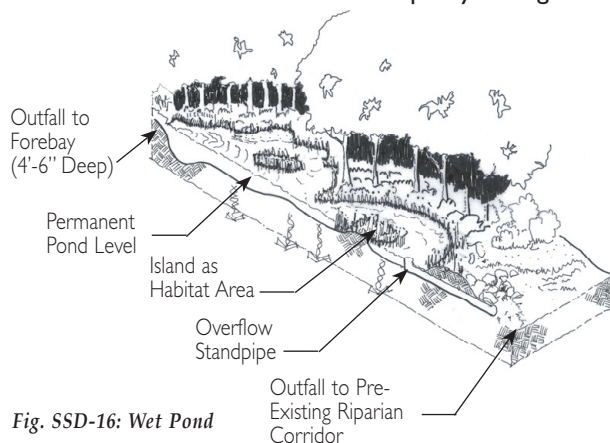 Outfall to
Forebay
(4'-6" Deep)
Permanent
Pond Level
Island as
Habitat Area
Overflow
Standpipe
Outfall to Pre-
Existing Riparian
Corridor
Fig. SSD-16: Wet Pond